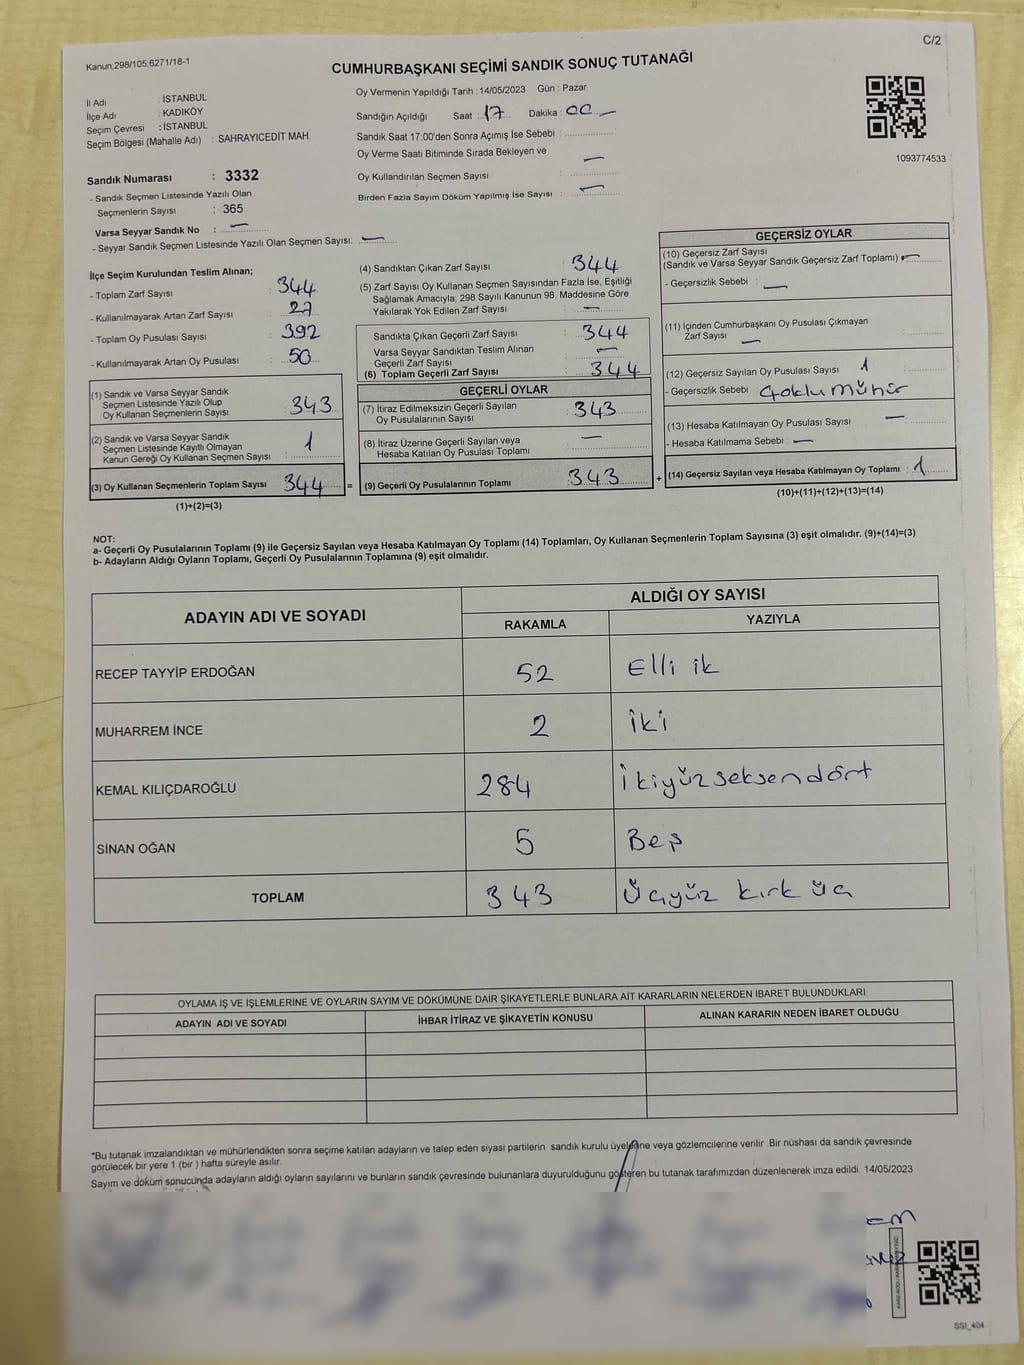 C/2
Kanun;298/105,6271/18-1
CUMHURBAŞKANI SEÇİMİ SANDIK SONUÇ TUTANAĞI
İl Adı : İSTANBUL
İlçe Adı : KADIKÖY
Seçim Çevresi : İSTANBUL
Seçim Bölgesi (Mahalle Adı) : SAHRAYICEDİT MAH.
Oy Vermenin Yapıldığı Tarih : 14/05/2023 Gün : Pazar
Sandığın Açıldığı Saat : 17 Dakika : 00
Sandık Saat 17:00'den Sonra Açımış İse Sebebi :
Oy Verme Saati Bitiminde Sırada Bekleyen ve
Oy Kullandırılan Seçmen Sayısı : —
Birden Fazla Sayım Döküm Yapılmış İse Sayısı : —
1093774533
Sandık Numarası : 3332
- Sandık Seçmen Listesinde Yazılı Olan
Seçmenlerin Sayısı : 365
Varsa Seyyar Sandık No : —
- Seyyar Sandık Seçmen Listesinde Yazılı Olan Seçmen Sayısı: —
İlçe Seçim Kurulundan Teslim Alınan;
- Toplam Zarf Sayısı : 344
- Kullanılmayarak Artan Zarf Sayısı : 27
- Toplam Oy Pusulası Sayısı : 392
- Kullanılmayarak Artan Oy Pusulası : 50
(1) Sandık ve Varsa Seyyar Sandık
Seçmen Listesinde Yazılı Olup
Oy Kullanan Seçmenlerin Sayısı : 343
(2) Sandık ve Varsa Seyyar Sandık
Seçmen Listesinde Kayıtlı Olmayan
Kanun Gereği Oy Kullanan Seçmen Sayısı : 1
(3) Oy Kullanan Seçmenlerin Toplam Sayısı : 344 =
(1)+(2)=(3)
(4) Sandıktan Çıkan Zarf Sayısı : 344
(5) Zarf Sayısı Oy Kullanan Seçmen Sayısından Fazla İse, Eşitliği
Sağlamak Amacıyla; 298 Sayılı Kanunun 98. Maddesine Göre
Yakılarak Yok Edilen Zarf Sayısı : —
Sandıkta Çıkan Geçerli Zarf Sayısı : 344
Varsa Seyyar Sandıktan Teslim Alınan
Geçerli Zarf Sayısı : —
(6) Toplam Geçerli Zarf Sayısı : 344
GEÇERLİ OYLAR
(7) İtiraz Edilmeksizin Geçerli Sayılan
Oy Pusulalarının Sayısı : 343
(8) İtiraz Üzerine Geçerli Sayılan veya
Hesaba Katılan Oy Pusulası Toplamı : —
(9) Geçerli Oy Pusulalarının Toplamı : 343 +
GEÇERSİZ OYLAR
(10) Geçersiz Zarf Sayısı
(Sandık ve Varsa Seyyar Sandık Geçersiz Zarf Toplamı) : —
- Geçersizlik Sebebi : —
(11) İçinden Cumhurbaşkanı Oy Pusulası Çıkmayan
Zarf Sayısı —
(12) Geçersiz Sayılan Oy Pusulası Sayısı : 1
- Geçersizlik Sebebi : Çoklu Mühür
(13) Hesaba Katılmayan Oy Pusulası Sayısı : —
- Hesaba Katılmama Sebebi : —
(14) Geçersiz Sayılan veya Hesaba Katılmayan Oy Toplamı : 1
(10)+(11)+(12)+(13)=(14)
NOT:
a- Geçerli Oy Pusulalarının Toplamı (9) ile Geçersiz Sayılan veya Hesaba Katılmayan Oy Toplamı (14) Toplamları, Oy Kullanan Seçmenlerin Toplam Sayısına (3) eşit olmalıdır. (9)+(14)=(3)
b- Adayların Aldığı Oyların Toplamı, Geçerli Oy Pusulalarının Toplamına (9) eşit olmalıdır.
ADAYIN ADI VE SOYADI ALDIĞI OY SAYISI
RAKAMLA YAZIYLA
RECEP TAYYİP ERDOĞAN 52 Elli ik
MUHARREM İNCE 2 iki
KEMAL KILIÇDAROĞLU 284 İkiyüzseksendört
SİNAN OĞAN 5 Beş
TOPLAM 343 Üçyüz kırk üç
OYLAMA İŞ VE İŞLEMLERİNE VE OYLARIN SAYIM VE DÖKÜMÜNE DAİR ŞİKAYETLERLE BUNLARA AİT KARARLARIN NELERDEN İBARET BULUNDUKLARI
ADAYIN ADI VE SOYADI İHBAR İTİRAZ VE ŞİKAYETİN KONUSU ALINAN KARARIN NEDEN İBARET OLDUĞU
*Bu tutanak imzalandıktan ve mühürlendikten sonra seçime katılan adayların ve talep eden siyasi partilerin sandık kurulu üyelerine veya gözlemcilerine verilir. Bir nüshası da sandık çevresinde
görülecek bir yere 1 (bir ) hafta süreyle asılır.
Sayım ve döküm sonucunda adayların aldığı oyların sayılarını ve bunların sandık çevresinde bulunanlara duyurulduğunu gösteren bu tutanak tarafımızdan düzenlenerek imza edildi. 14/05/2023
SSI_404